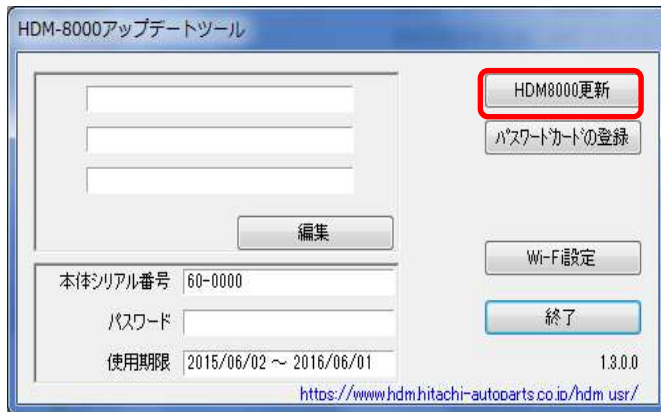 HDM-8000アップデートツール
HDM8000更新
パスワードカードの登録
編集
Wi-Fi設定
本体シリアル番号 60-0000
パスワード
終了
使用期限 2015/06/02 ～ 2016/06/01
1.3.0.0
https://www.hdm.hitachi-autoparts.co.jp/hdm_usr/